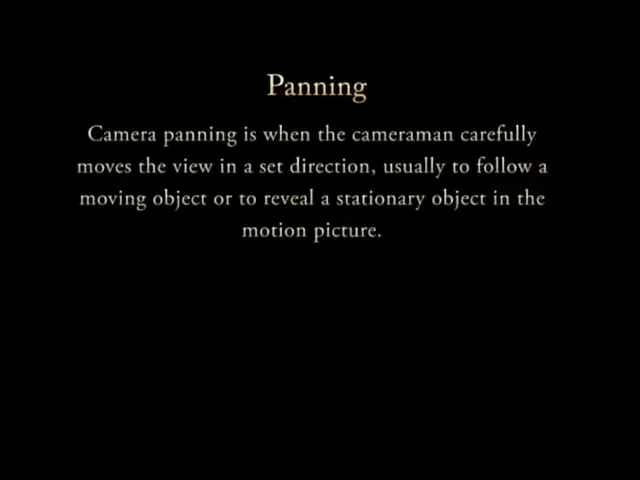 Panning
Camera panning is when the cameraman carefully
moves the view in a set direction, usually to follow a
moving object or to reveal a stationary object in the
motion picture.